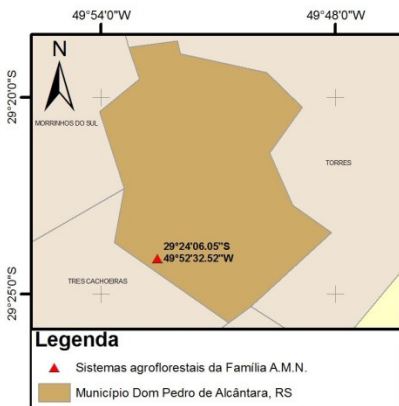 49°54'0"W
49°48'0"W
29°20'0"S
29°25'0"S
N
MORRINHOS DO SUL
TORRES
29°24'06.05"S
49°52'32.52"W
TRES CACHOEIRAS
Legenda
Sistemas agroflorestais da Família A.M.N.
Município Dom Pedro de Alcântara, RS